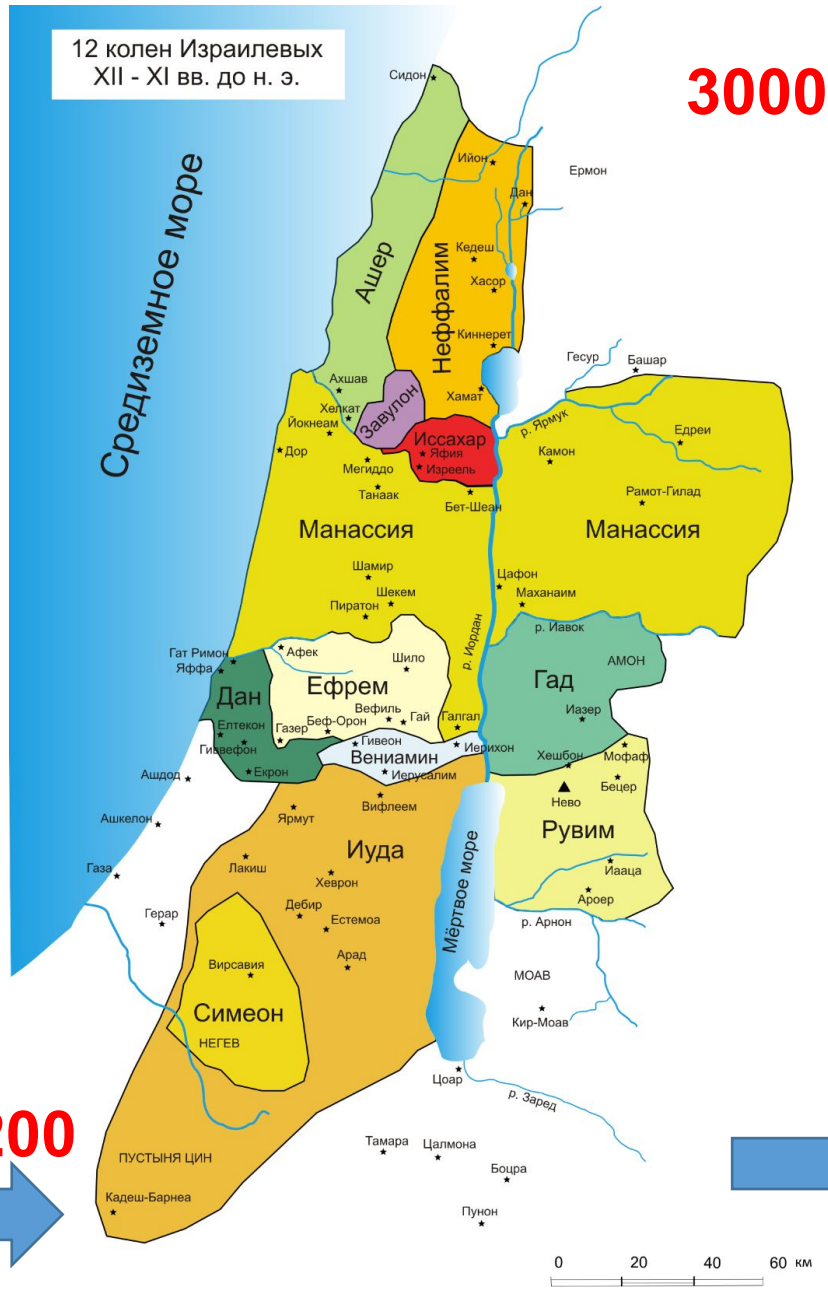 12 колен Израилевых
XII - XI вв. до н. э.
3000
Сидон
Средиземное море
Ийон
Ермон
Дан
Ашер
Неффалим
Кедеш
Хасор
Киннерет
Гесур
Башар
Ахшав
Хамат
Хелкат
Завулон
Йокнеам
Иссахар
р. Ярмук
Едреи
Дор
Яфия
Камон
Мегиддо
Изреель
Танаак
Бет-Шеан
Рамот-Гилад
Манассия
Манассия
Шамир
Цафон
Шекем
Маханаим
Пиратон
р. Иордан
р. Иавок
Гат Римон
Афек
Шило
АМОН
Яффа
Дан
Ефрем
Гад
Вефиль
Гай
Галгал
Иазер
Елтекон
Беф-Орон
Газер
Гиввефон
Гивеон
Иерихон
Хешбон
Мофаф
Вениамин
Екрон
Иерусалим
Ашдод
Бецер
Вифлеем
Нево
Ярмут
Ашкелон
Рувим
Иуда
Мёртвое море
Лакиш
Газа
Хеврон
Иааца
Дебир
Ароер
Герар
Естемоа
р. Арнон
Арад
Вирсавия
МОАВ
Симеон
Кир-Моав
НЕГЕВ
Цоар
р. Заред
200
Тамара
Цалмона
ПУСТЫНЯ ЦИН
Боцра
Кадеш-Барнеа
Пунон
0 20 40 60 км